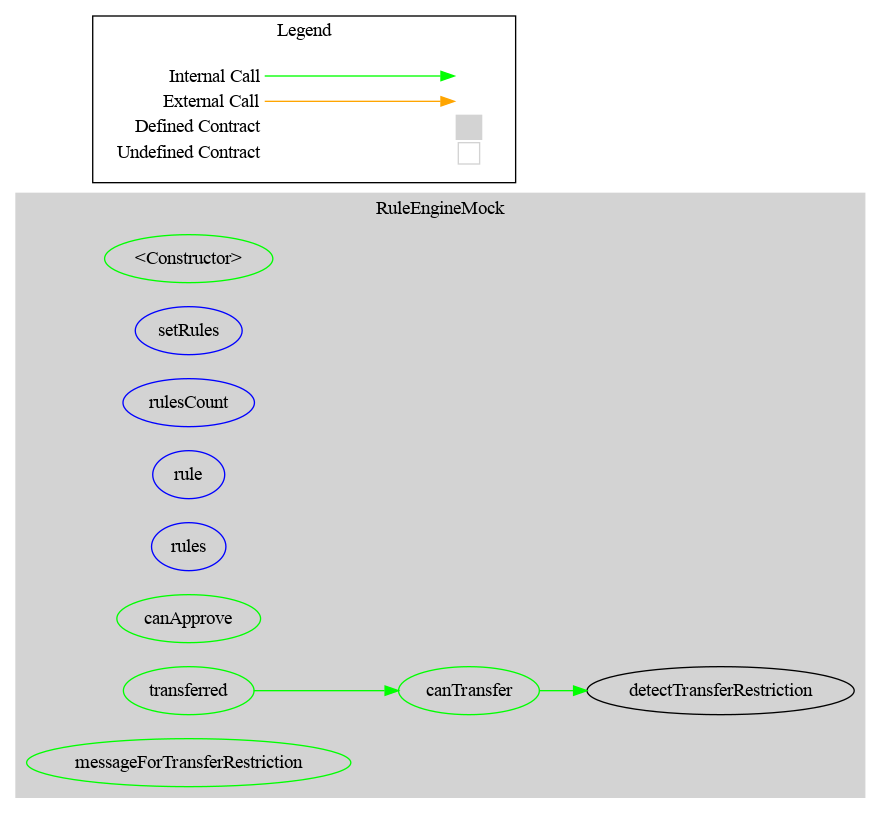 Legend
Internal Call
External Call
Defined Contract
Undefined Contract
RuleEngineMock
<Constructor>
setRules
rulesCount
rule
rules
canApprove
transferred canTransfer detectTransferRestriction
messageForTransferRestriction